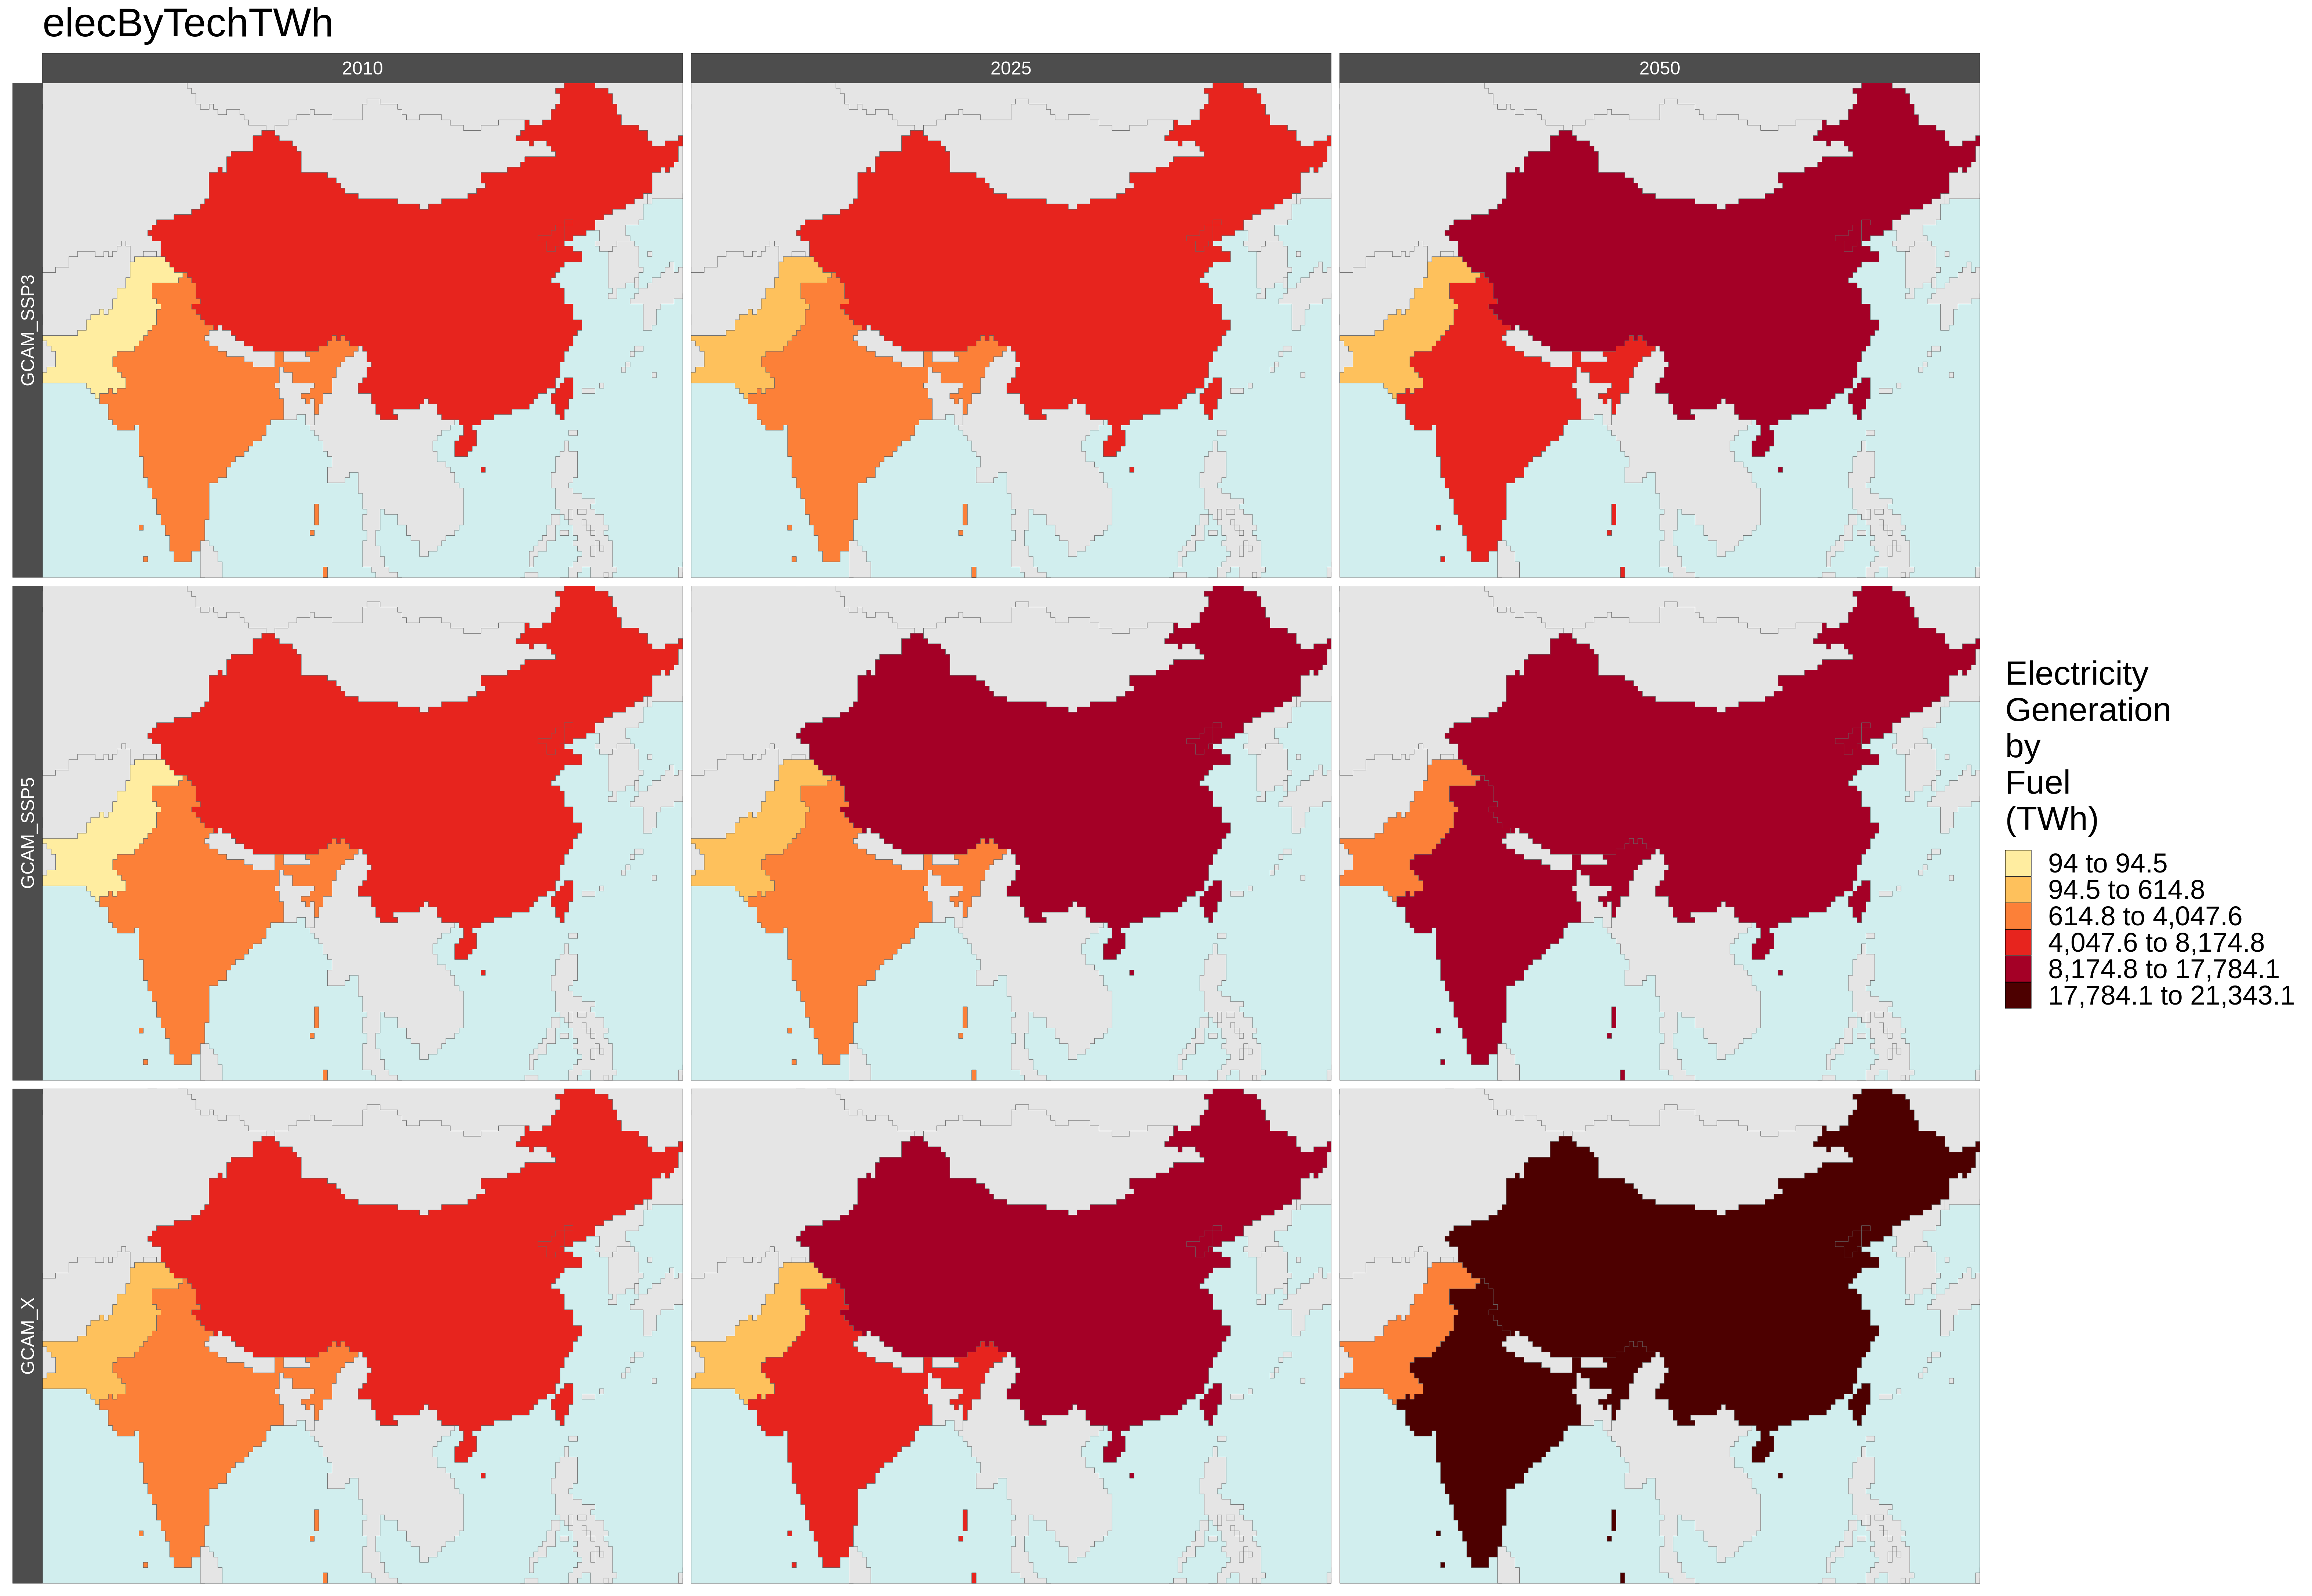 elecByTechTWh
2010
2025
2050
GCAM_SSP3
GCAM_SSP5
GCAM_X
Electricity
Generation
by
Fuel
(TWh)
94 to 94.5
94.5 to 614.8
614.8 to 4,047.6
4,047.6 to 8,174.8
8,174.8 to 17,784.1
17,784.1 to 21,343.1